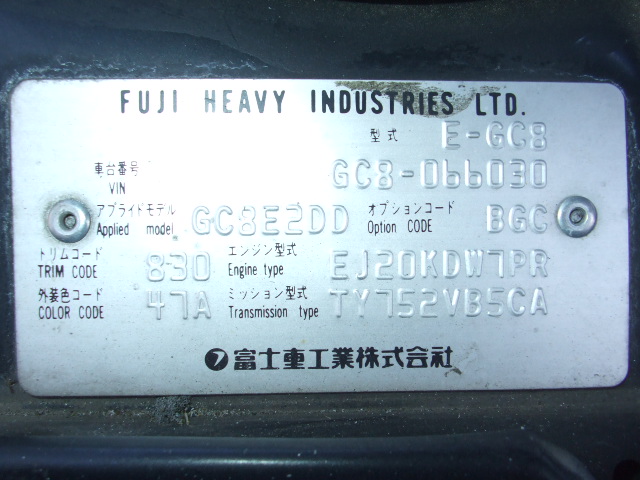 FUJI HEAVY INDUSTRIES LTD.
型式 E-GC8
車台番号
VIN GC8-066030
アプライドモデル
Applied model GC8E2DD オプションコード
Option code BGC
トリムコード
TRIM CODE 830 エンジン型式
Engine type EJ20KDW7PR
外装色コード
COLOR CODE 47A ミッション型式
Transmission type TY752VB5CA
富士重工業株式会社